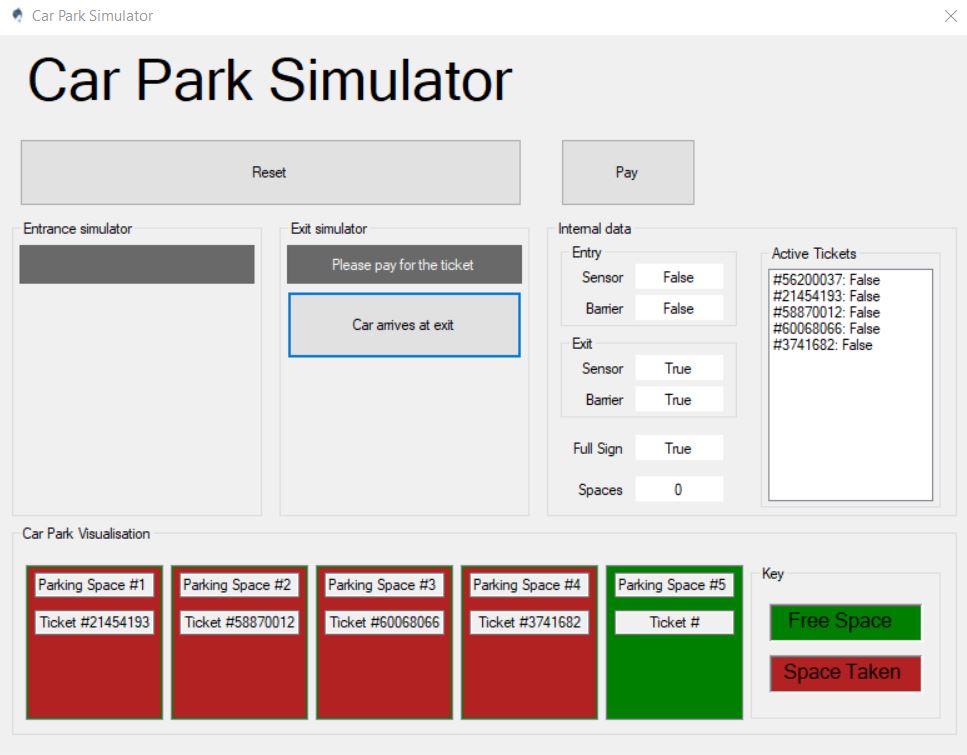 Car Park Simulator
Car Park Simulator
Reset
Pay
Entrance simulator
Exit simulator
Please pay for the ticket
Car arrives at exit
Internal data
Entry
Sensor False
Barrier False
Exit
Sensor True
Barrier True
Full Sign True
Spaces 0
Active Tickets
#56200037: False
#21454193: False
#58870012: False
#60068066: False
#3741682: False
Car Park Visualisation
Parking Space #1
Ticket #21454193
Parking Space #2
Ticket #58870012
Parking Space #3
Ticket #60068066
Parking Space #4
Ticket #3741682
Parking Space #5
Ticket #
Key
Free Space
Space Taken